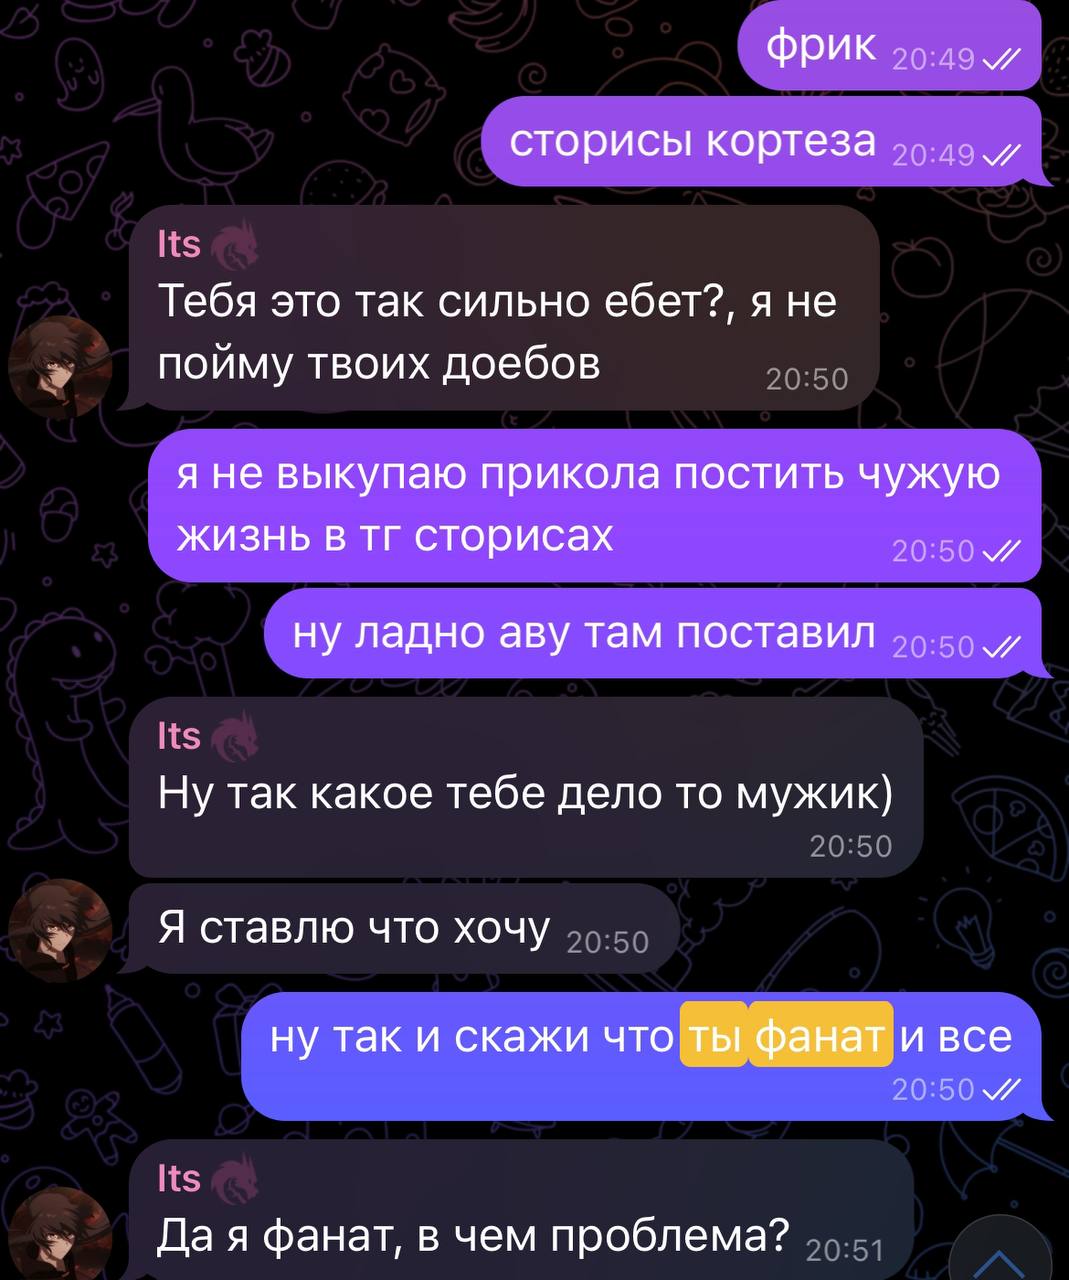 фрик 20:49
сторисы кортеза 20:49
Its
Тебя это так сильно ебет?, я не
пойму твоих доебов 20:50
я не выкупаю прикола постить чужую
жизнь в тг сторисах 20:50
ну ладно аву там поставил 20:50
Its
Ну так какое тебе дело то мужик)
20:50
Я ставлю что хочу 20:50
ну так и скажи что ты фанат и все
20:50
Its
Да я фанат, в чем проблема? 20:51